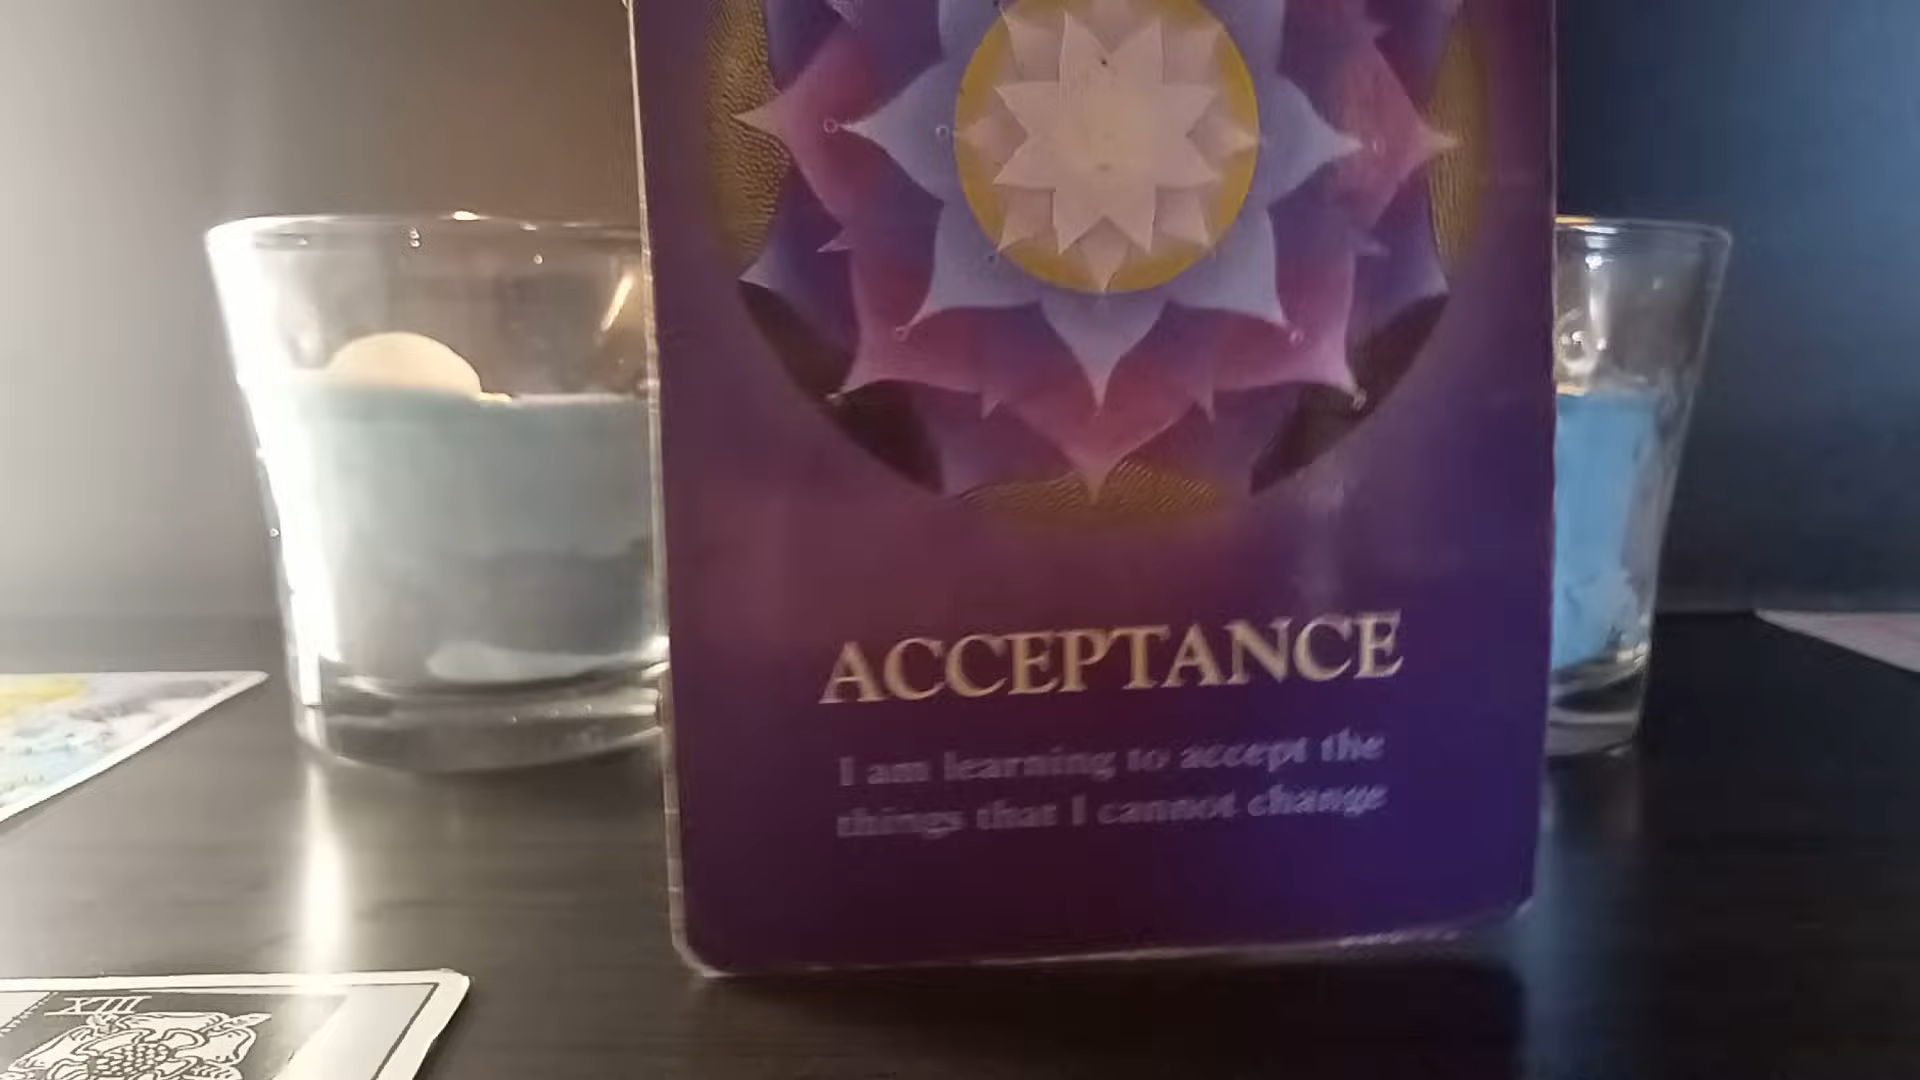 ACCEPTANCE
I am learning to accept the
things that I cannot change
XIII